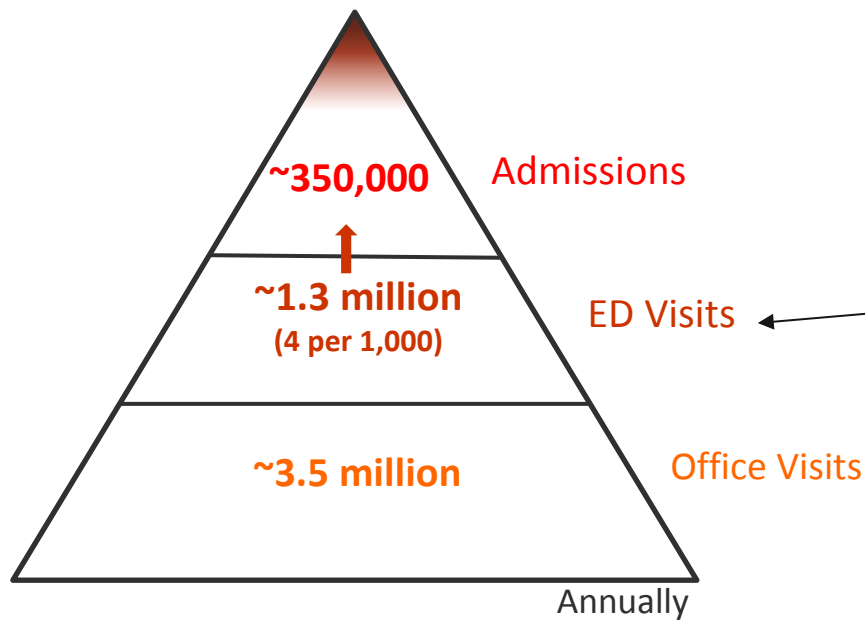 ~350,000
Admissions
~1.3 million
(4 per 1,000)
ED Visits
~3.5 million
Office Visits
Annually